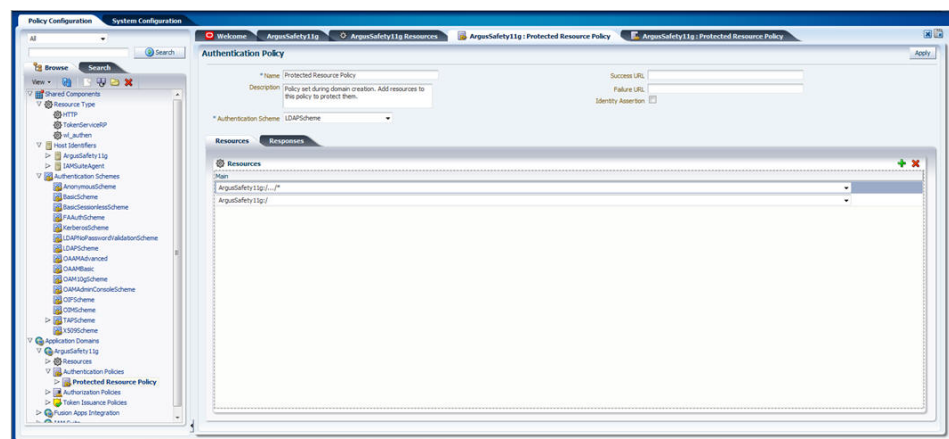 Policy Configuration
System Configuration
All
Search
Browse
Search
View
Shared Components
Resource Type
HTTP
TokenServiceRP
wl_authen
Host Identifiers
ArgusSafety11g
IAMSuiteAgent
Authentication Schemes
AnonymousScheme
BasicScheme
BasicSessionlessScheme
FAAuthScheme
KerberosScheme
LDAPNoPasswordValidationScheme
LDAPScheme
OAAMAdvanced
OAAMBasic
OAM10gScheme
OAMAdminConsoleScheme
OIFScheme
OIMScheme
TAPScheme
X509Scheme
Application Domains
ArgusSafety11g
Resources
Authentication Policies
Protected Resource Policy
Authorization Policies
Token Issuance Policies
Fusion Apps Integration
IAM Suite
Welcome
ArgusSafety11g
ArgusSafety11g Resources
ArgusSafety11g : Protected Resource Policy
ArgusSafety11g : Protected Resource Policy
Authentication Policy
Apply
* Name Protected Resource Policy
Description Policy set during domain creation. Add resources to
this policy to protect them.
* Authentication Scheme LDAPScheme
Success URL
Failure URL
Identity Assertion
Resources
Responses
Resources
Main
ArgusSafety11g:/.../*
ArgusSafety11g:/